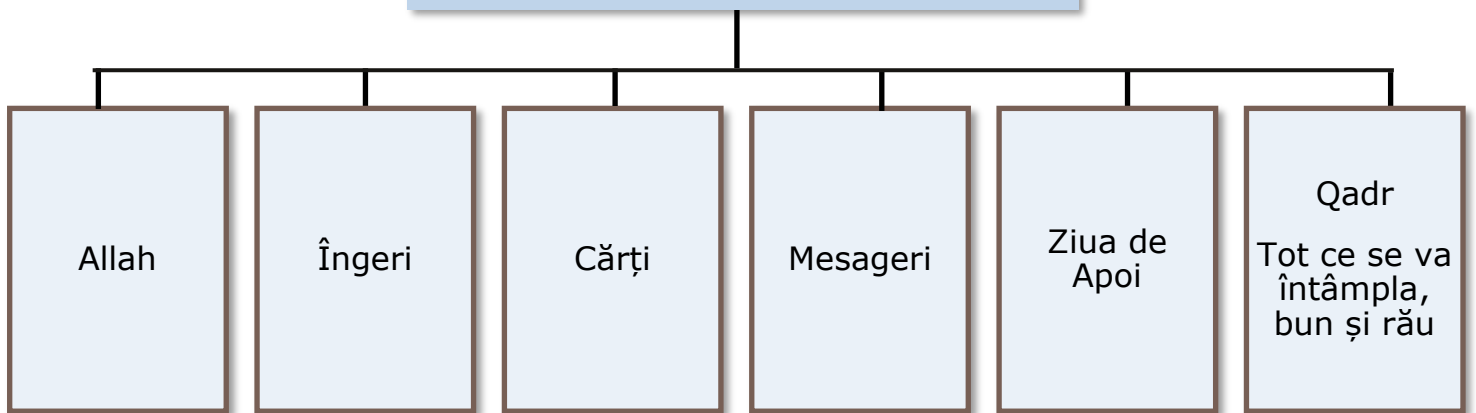 Allah
Îngeri
Cărți
Mesageri
Ziua de
Apoi
Qadr
Tot ce se va
întâmpla,
bun și rău